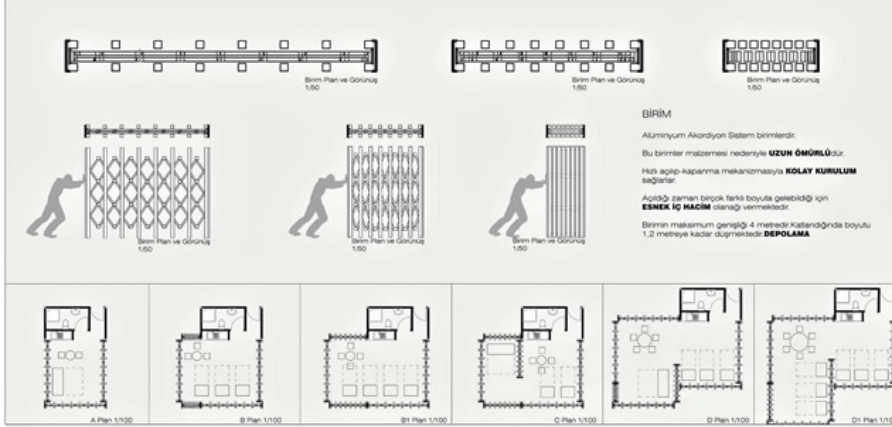 Birim Plan ve Görünüş
1/50
Birim Plan ve Görünüş
1/50
Birim Plan ve Görünüş
1/50
BİRİM
Alüminyum Akordiyon Sistem birimlerdir.
Bu birimler malzemesi nedeniyle UZUN ÖMÜRLÜdür.
Hızlı açılıp-kapanma mekanizmasıyla KOLAY KURULUM
sağlarlar.
Açıldığı zaman birçok farklı boyuta gelebildiği için
ESNEK İÇ HACİM olanağı vermektedir.
Birimin maksimum genişliği 4 metredir.Katlandığında boyutu
1,2 metreye kadar düşmektedir.DEPOLAMA
Birim Plan ve Görünüş
1/50
Birim Plan ve Görünüş
1/50
Birim Plan ve Görünüş
1/50
A Plan 1/100
B Plan 1/100
B1 Plan 1/100
C Plan 1/100
D Plan 1/100
D1 Plan 1/10